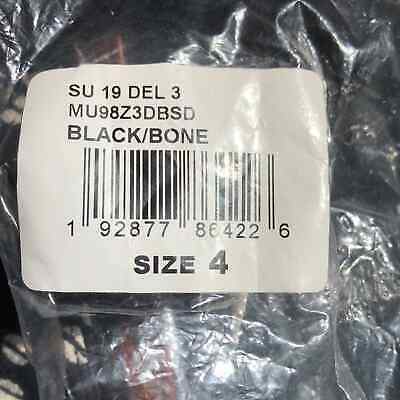 SU 19 DEL 3
MU98Z3DBSD
BLACK/BONE
1 92877 86422 6
SIZE 4